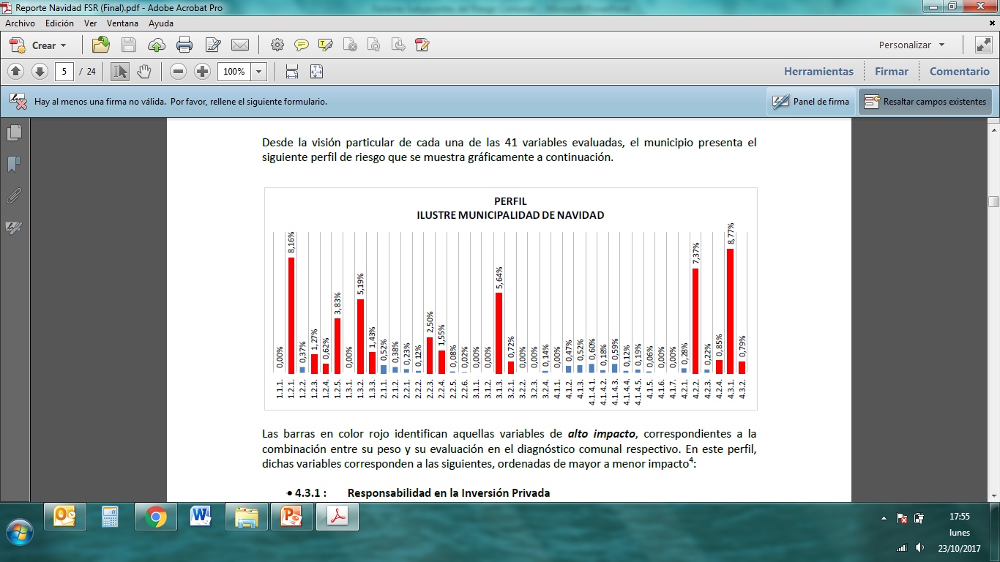 Reporte Navidad FSR (Final).pdf - Adobe Acrobat Pro
Archivo Edición Ver Ventana Ayuda
Crear Personalizar
5 / 24 100% Herramientas Firmar Comentario
Hay al menos una firma no válida. Por favor, rellene el siguiente formulario. Panel de firma Resaltar campos existentes
Desde la visión particular de cada una de las 41 variables evaluadas, el municipio presenta el
siguiente perfil de riesgo que se muestra gráficamente a continuación.
PERFIL
ILUSTRE MUNICIPALIDAD DE NAVIDAD
0,00% 8,16% 0,37% 1,27% 0,62% 3,83% 0,00% 5,19% 1,43% 0,52% 0,38% 0,23% 0,12% 2,50% 1,55% 0,08% 0,02% 0,00% 0,00% 5,64% 0,72% 0,00% 0,00% 0,14% 0,00% 0,47% 0,52% 0,60% 0,18% 0,59% 0,12% 0,19% 0,06% 0,00% 0,00% 0,28% 7,37% 0,22% 0,85% 8,77% 0,79%
1.1.1. 1.2.1. 1.2.2. 1.2.3. 1.2.4. 1.2.5. 1.3.1. 1.3.2. 1.3.3. 2.1.1. 2.1.2. 2.2.1. 2.2.2. 2.2.3. 2.2.4. 2.2.5. 2.2.6. 3.1.1. 3.1.2. 3.1.3. 3.2.1. 3.2.2. 3.2.3. 3.2.4. 4.1.1. 4.1.2. 4.1.3. 4.1.4.1. 4.1.4.2. 4.1.4.3. 4.1.4.4. 4.1.4.5. 4.1.5. 4.1.6. 4.1.7. 4.2.1. 4.2.2. 4.2.3. 4.2.4. 4.3.1. 4.3.2.
Las barras en color rojo identifican aquellas variables de alto impacto, correspondientes a la
combinación entre su peso y su evaluación en el diagnóstico comunal respectivo. En este perfil,
dichas variables corresponden a las siguientes, ordenadas de mayor a menor impacto4:
• 4.3.1 : Responsabilidad en la Inversión Privada
17:55
lunes
23/10/2017